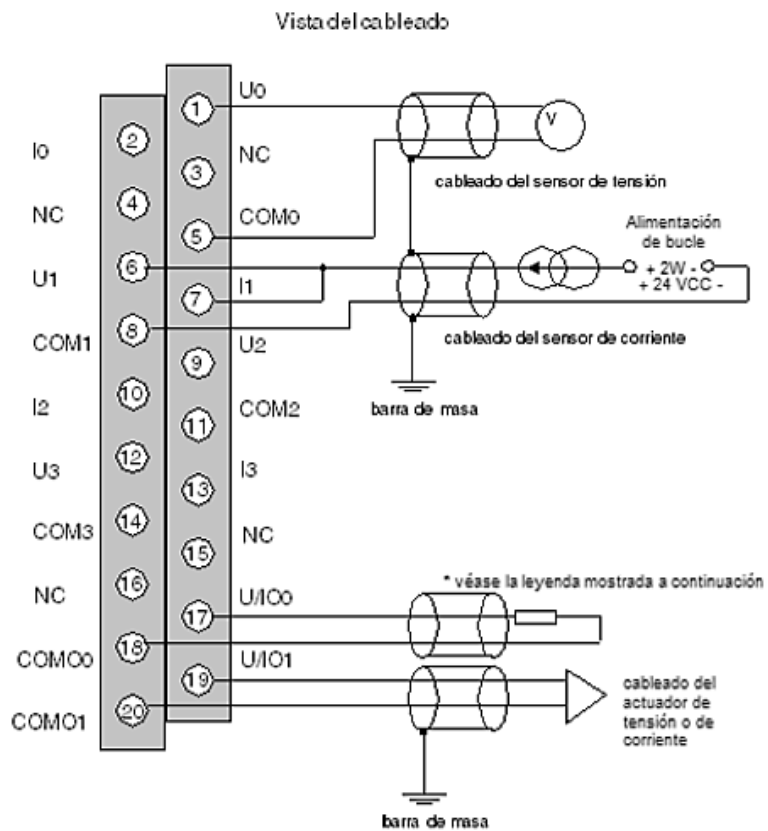 Vista del cableado
U0
1
2
I0
NC
3
V
cableado del sensor de tensión
4
NC
COM0
5
Alimentación
de bucle
6
U1
I1
7
+ 2W -
+ 24 VCC -
8
COM1
U2
9
cableado del sensor de corriente
10
I2
COM2
11
barra de masa
12
U3
I3
13
14
COM3
NC
15
16
NC
* véase la leyenda mostrada a continuación
U/IO0
17
18
COMO0
U/IO1
19
20
COMO1
cableado del
actuador de
tensión o de
corriente
barra de masa